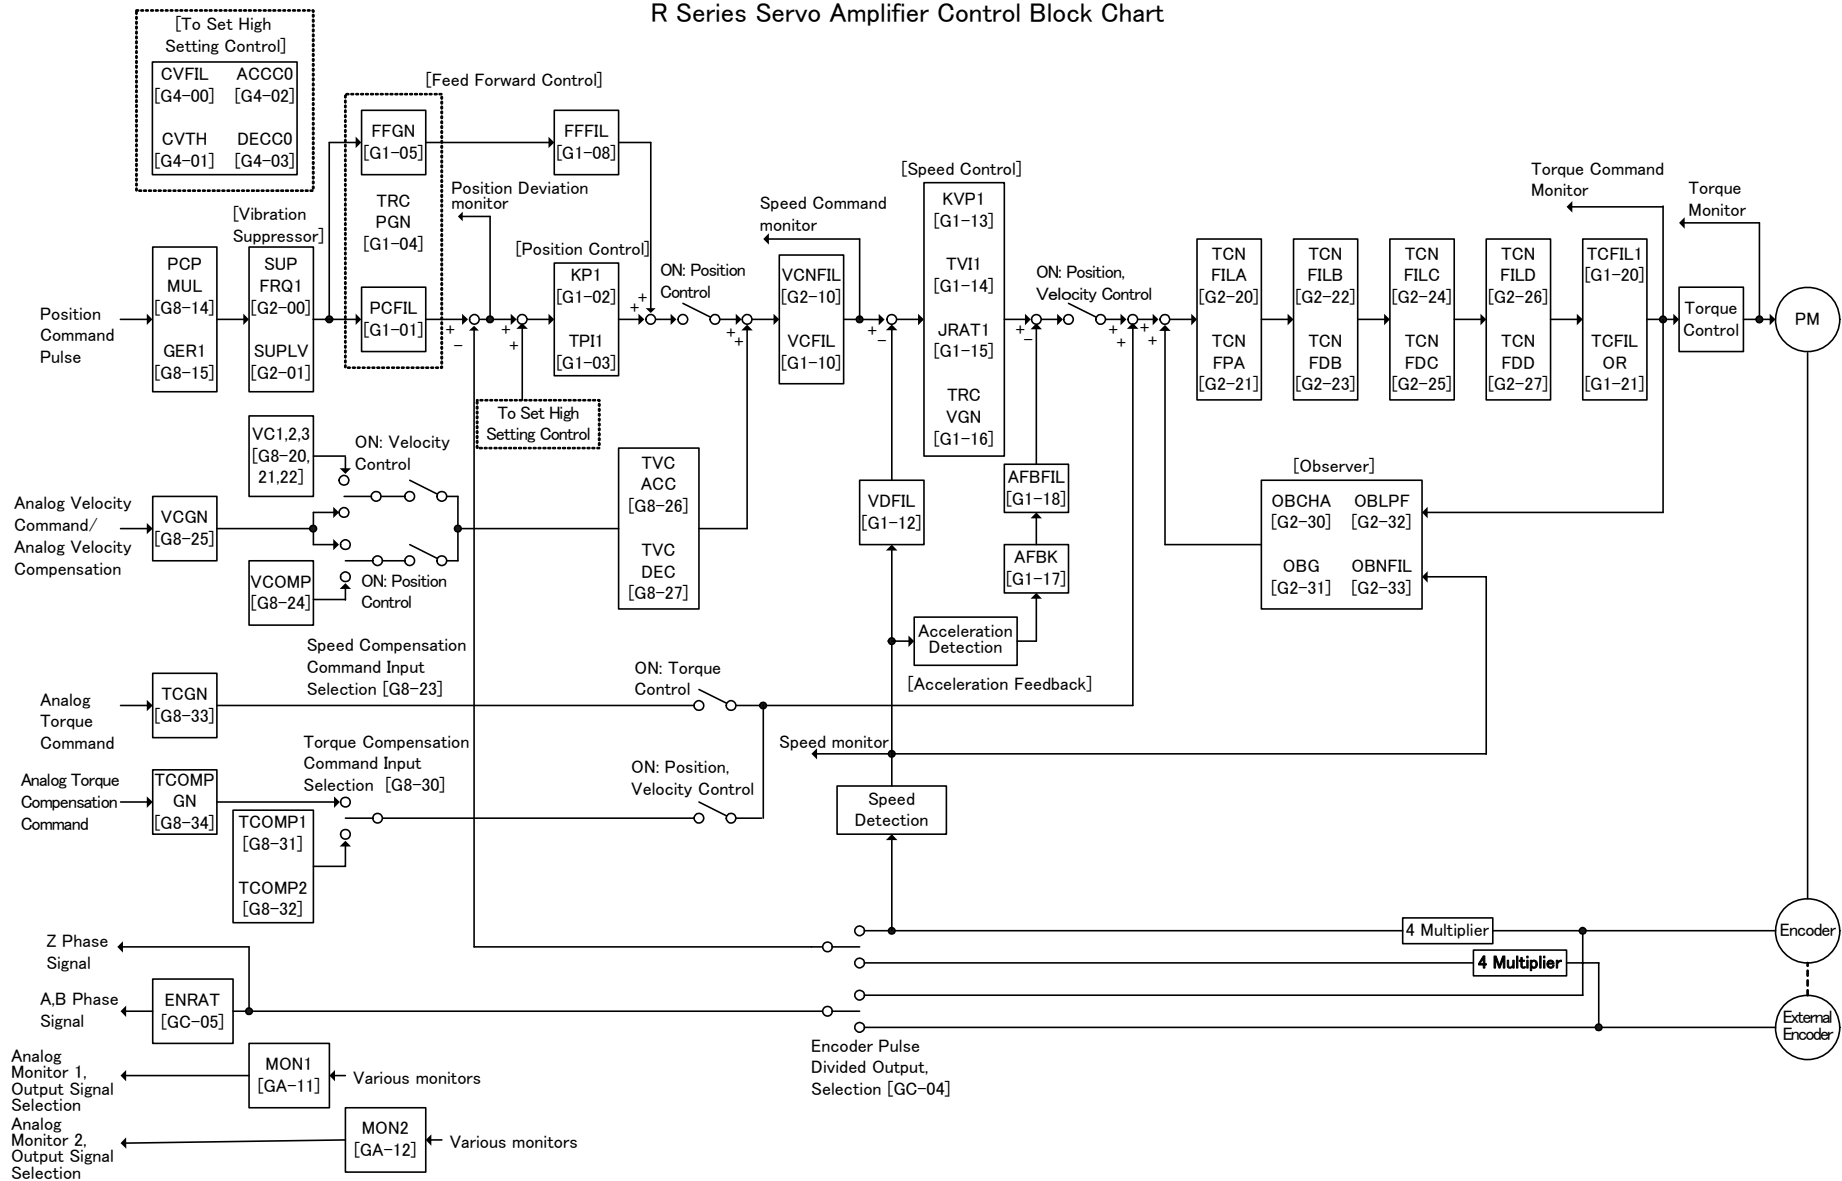 R Series Servo Amplifier Control Block Chart
[To Set High
Setting Control]
CVFIL ACCC0
[G4-00] [G4-02]
CVTH DECC0
[G4-01] [G4-03]
[Feed Forward Control]
FFGN
[G1-05]
FFFIL
[G1-08]
TRC
PGN
[G1-04]
Position Deviation
monitor
[Vibration
Suppressor]
Position
Command
Pulse
PCP
MUL
[G8-14]
GER1
[G8-15]
SUP
FRQ1
[G2-00]
SUPLV
[G2-01]
PCFIL
[G1-01]
+
−
+
+
[Position Control]
KP1
[G1-02]
TPI1
[G1-03]
+
+
ON: Position
Control
+
+
To Set High
Setting Control
Speed Command
monitor
VCNFIL
[G2-10]
VCFIL
[G1-10]
+
−
[Speed Control]
KVP1
[G1-13]
TVI1
[G1-14]
JRAT1
[G1-15]
TRC
VGN
[G1-16]
+
−
ON: Position,
Velocity Control
+
+
+
+
TCN
FILA
[G2-20]
TCN
FPA
[G2-21]
TCN
FILB
[G2-22]
TCN
FDB
[G2-23]
TCN
FILC
[G2-24]
TCN
FDC
[G2-25]
TCN
FILD
[G2-26]
TCN
FDD
[G2-27]
Torque Command
Monitor
TCFIL1
[G1-20]
TCFIL
OR
[G1-21]
Torque
Monitor
Torque
Control
PM
VC1,2,3
[G8-20,
21,22]
ON: Velocity
Control
Analog Velocity
Command/
Analog Velocity
Compensation
VCGN
[G8-25]
VCOMP
[G8-24]
ON: Position
Control
TVC
ACC
[G8-26]
TVC
DEC
[G8-27]
VDFIL
[G1-12]
AFBFIL
[G1-18]
AFBK
[G1-17]
Acceleration
Detection
[Acceleration Feedback]
[Observer]
OBCHA OBLPF
[G2-30] [G2-32]
OBG OBNFIL
[G2-31] [G2-33]
Speed Compensation
Command Input
Selection [G8-23]
Analog
Torque
Command
TCGN
[G8-33]
ON: Torque
Control
Torque Compensation
Command Input
Selection [G8-30]
Analog Torque
Compensation
Command
TCOMP
GN
[G8-34]
TCOMP1
[G8-31]
TCOMP2
[G8-32]
ON: Position,
Velocity Control
Speed monitor
Speed
Detection
4 Multiplier
Encoder
4 Multiplier
External
Encoder
Z Phase
Signal
A,B Phase
Signal
ENRAT
[GC-05]
Encoder Pulse
Divided Output,
Selection [GC-04]
Analog
Monitor 1,
Output Signal
Selection
MON1
[GA-11]
Various monitors
Analog
Monitor 2,
Output Signal
Selection
MON2
[GA-12]
Various monitors